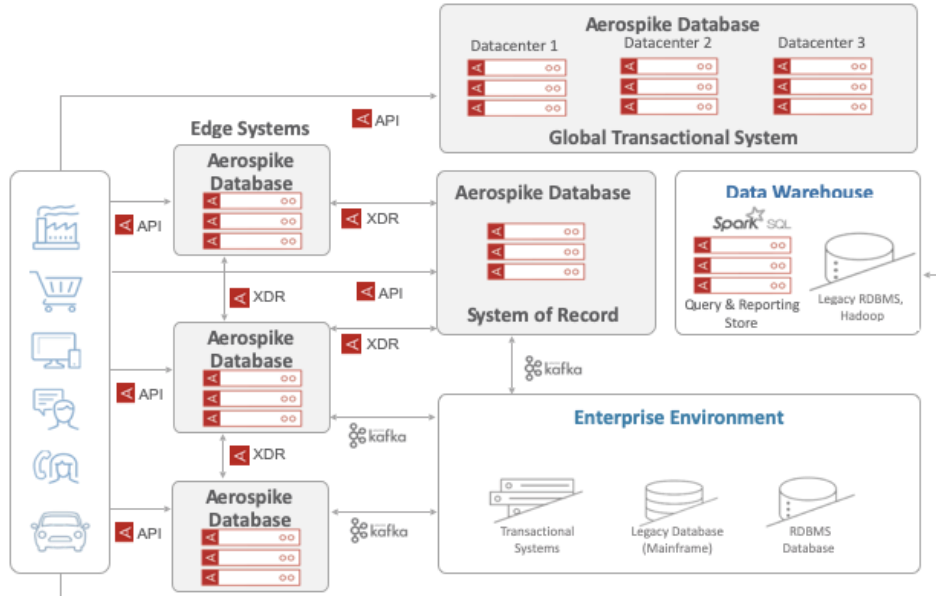 Aerospike Database
Datacenter 1
Datacenter 2
Datacenter 3
Global Transactional System
API
Edge Systems
Aerospike
Database
API
XDR
Aerospike Database
System of Record
Data Warehouse
Spark SQL
Query & Reporting
Store
Legacy RDBMS,
Hadoop
XDR
API
Aerospike
Database
XDR
API
kafka
kafka
Enterprise Environment
Transactional
Systems
Legacy Database
(Mainframe)
RDBMS
Database
XDR
Aerospike
Database
API
kafka